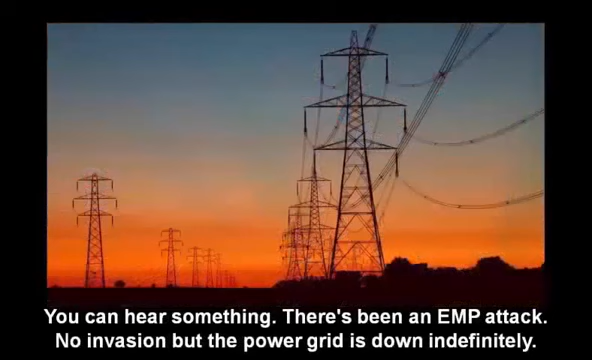 You can hear something. There's been an EMP attack.
No invasion but the power grid is down indefinitely.